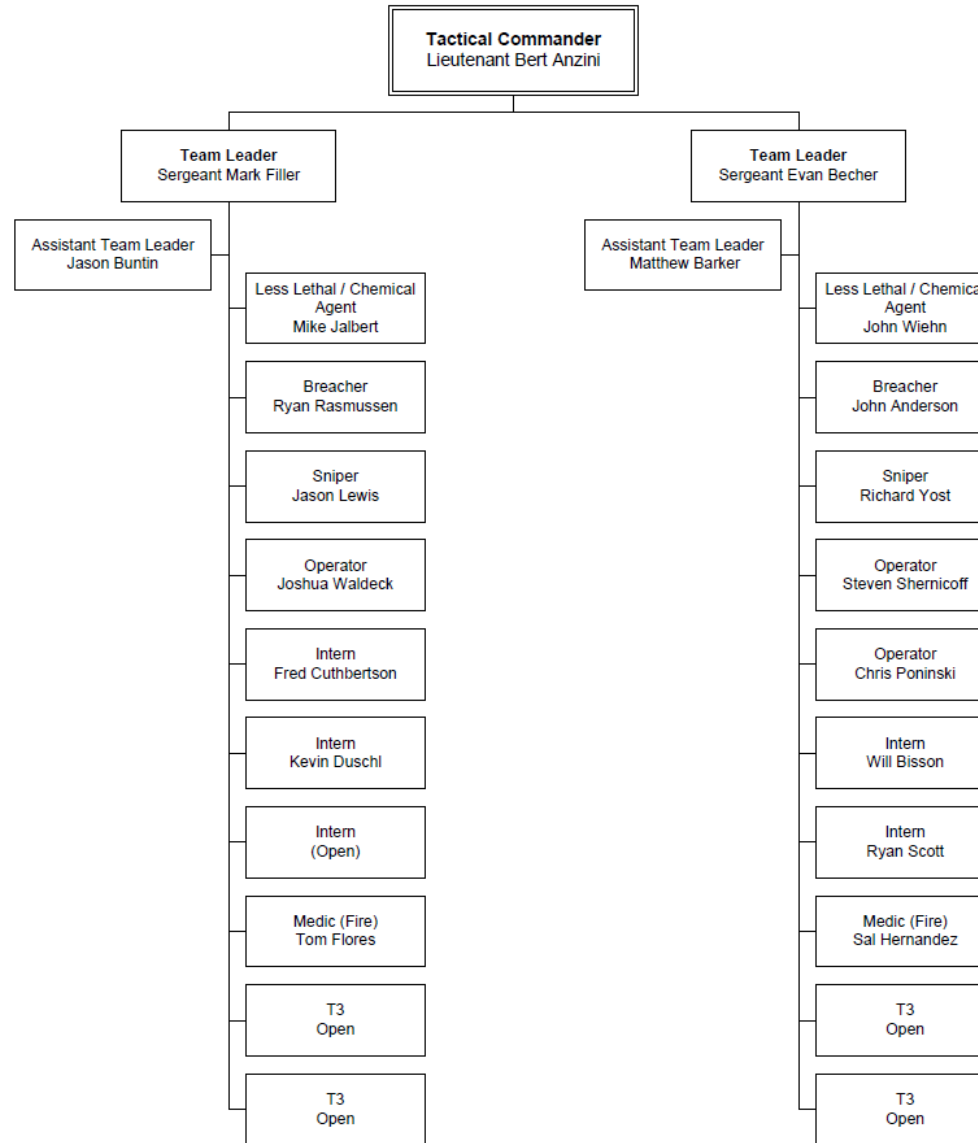 Tactical Commander
Lieutenant Bert Anzini
Team Leader
Sergeant Mark Filler
Assistant Team Leader
Jason Buntin
Less Lethal / Chemical
Agent
Mike Jalbert
Breacher
Ryan Rasmussen
Sniper
Jason Lewis
Operator
Joshua Waldeck
Intern
Fred Cuthbertson
Intern
Kevin Duschl
Intern
(Open)
Medic (Fire)
Tom Flores
T3
Open
T3
Open
Team Leader
Sergeant Evan Becher
Assistant Team Leader
Matthew Barker
Less Lethal / Chemica
Agent
John Wiehn
Breacher
John Anderson
Sniper
Richard Yost
Operator
Steven Shernicoff
Operator
Chris Poninski
Intern
Will Bisson
Intern
Ryan Scott
Medic (Fire)
Sal Hernandez
T3
Open
T3
Open